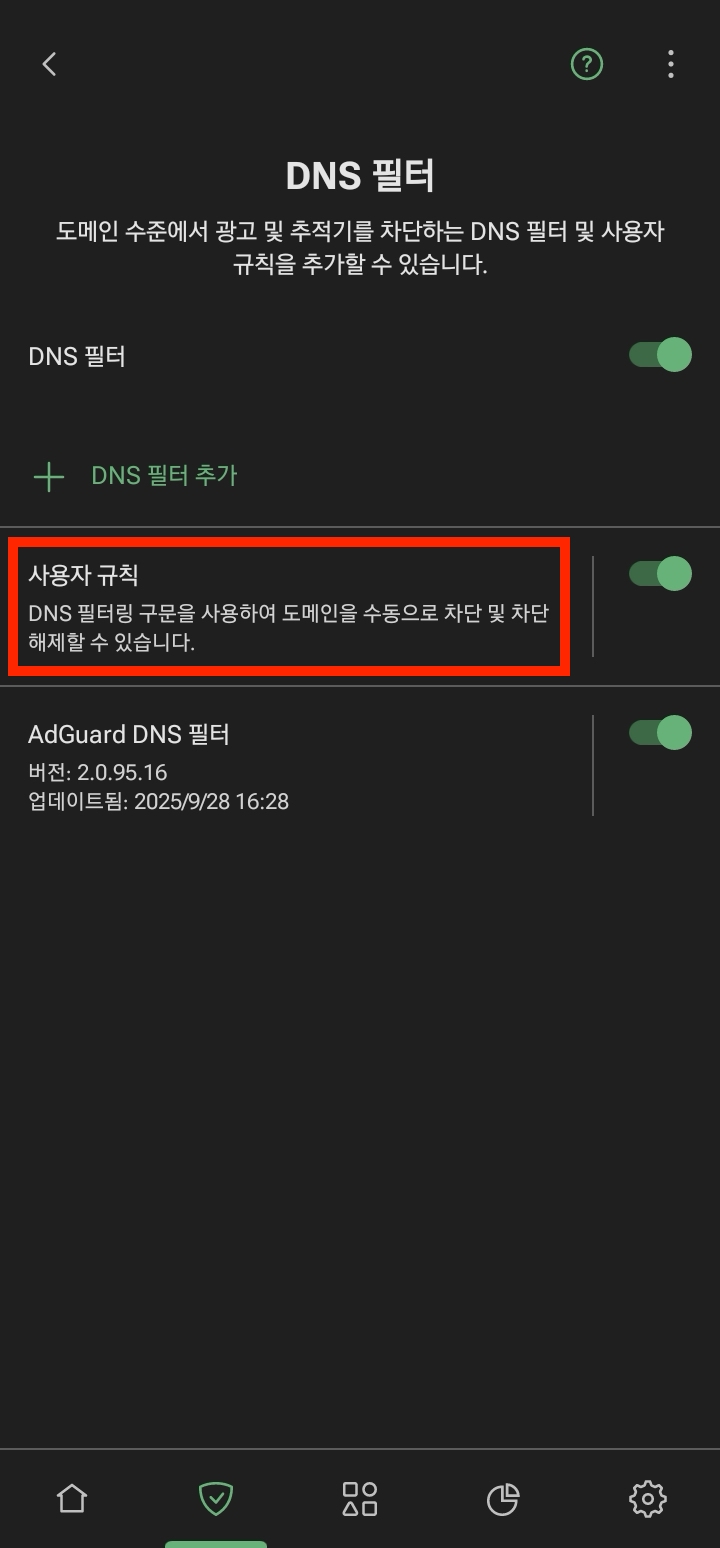 DNS 필터
도메인 수준에서 광고 및 추적기를 차단하는 DNS 필터 및 사용자
규칙을 추가할 수 있습니다.
DNS 필터
DNS 필터 추가
사용자 규칙
DNS 필터링 구문을 사용하여 도메인을 수동으로 차단 및 차단
해제할 수 있습니다.
AdGuard DNS 필터
버전: 2.0.95.16
업데이트됨: 2025/9/28 16:28